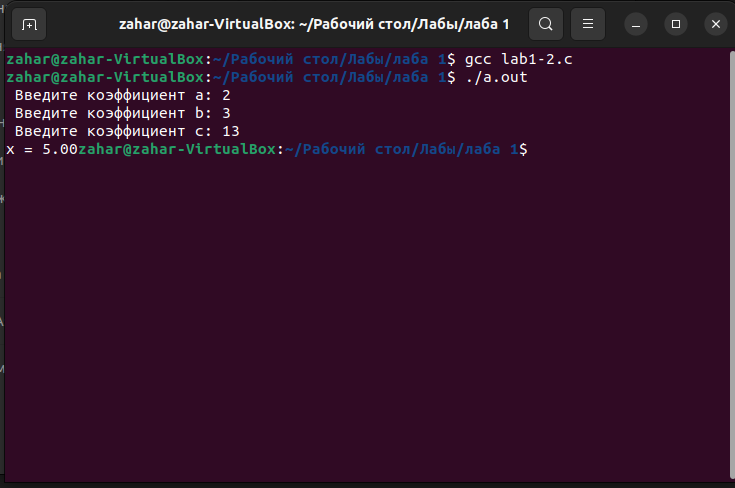 zahar@zahar-VirtualBox: ~/Рабочий стол/Лабы/лаба 1
zahar@zahar-VirtualBox:~/Рабочий стол/Лабы/лаба 1$ gcc lab1-2.c
zahar@zahar-VirtualBox:~/Рабочий стол/Лабы/лаба 1$ ./a.out
Введите коэффициент a: 2
Введите коэффициент b: 3
Введите коэффициент c: 13
x = 5.00zahar@zahar-VirtualBox:~/Рабочий стол/Лабы/лаба 1$